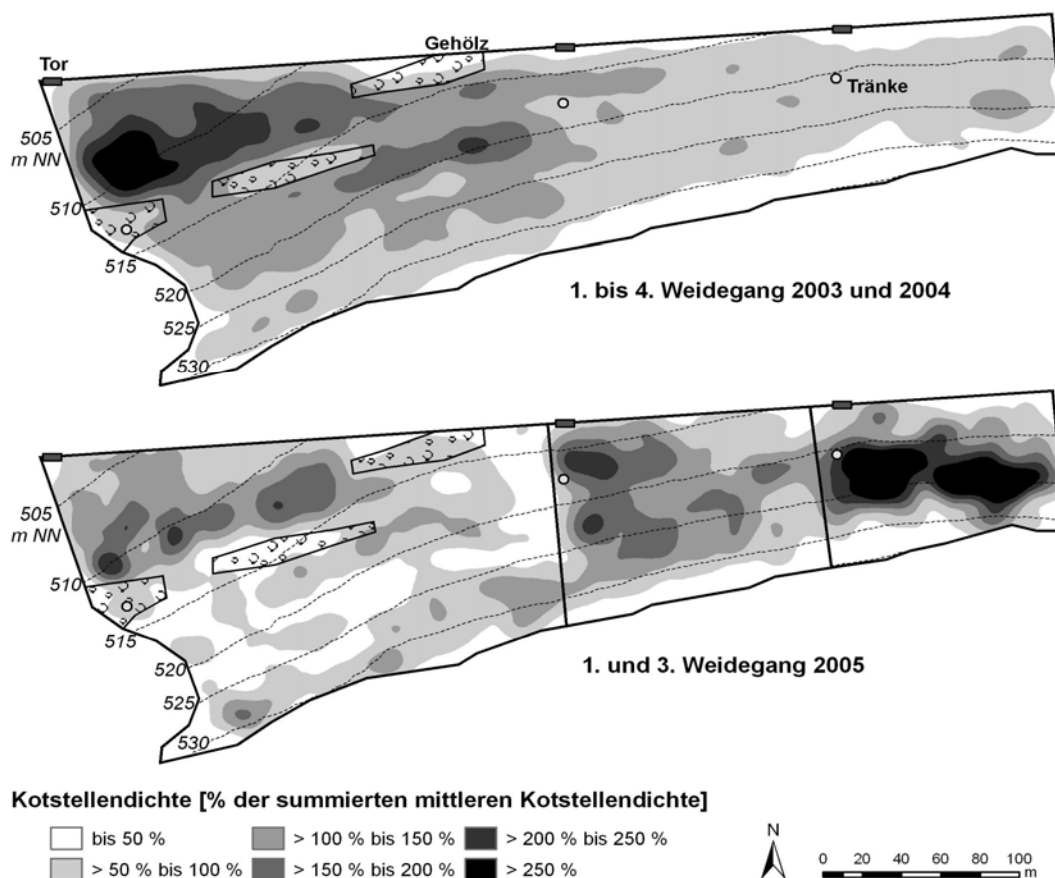 Gehölz
Tor
Tränke
505
m NN
510
515
520
525
530
1. bis 4. Weidegang 2003 und 2004
505
m NN
510
515
520
525
530
1. und 3. Weidegang 2005
Kotstellendichte [% der summierten mittleren Kotstellendichte]
bis 50 % > 100 % bis 150 % > 200 % bis 250 %
> 50 % bis 100 % > 150 % bis 200 % > 250 %
N
0 20 40 60 80 100
m